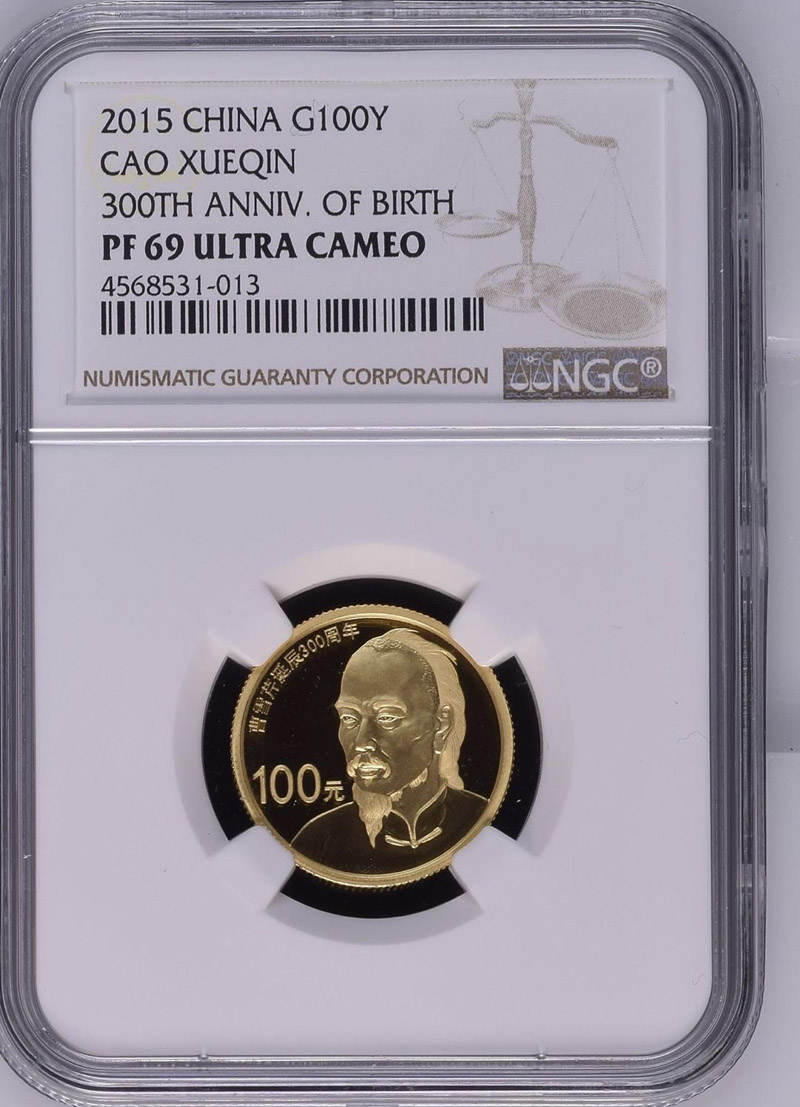 2015 CHINA G100Y
CAO XUEQIN
300TH ANNIV. OF BIRTH
PF 69 ULTRA CAMEO
4568531-013
NUMISMATIC GUARANTY CORPORATION
NGC®
曹雪芹诞辰300周年
100元